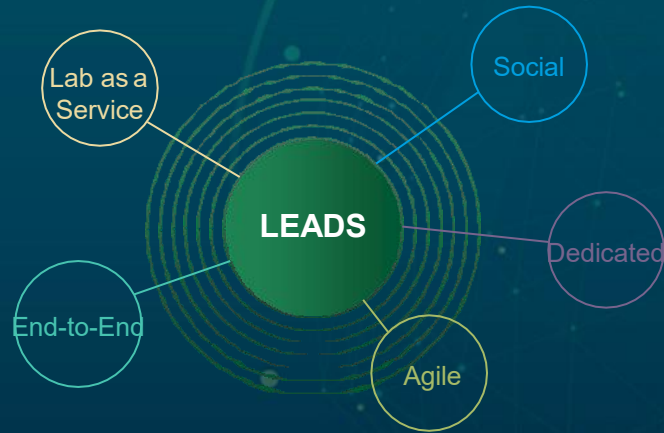 Lab as a
Service
Social
LEADS
Dedicated
End-to-End
Agile